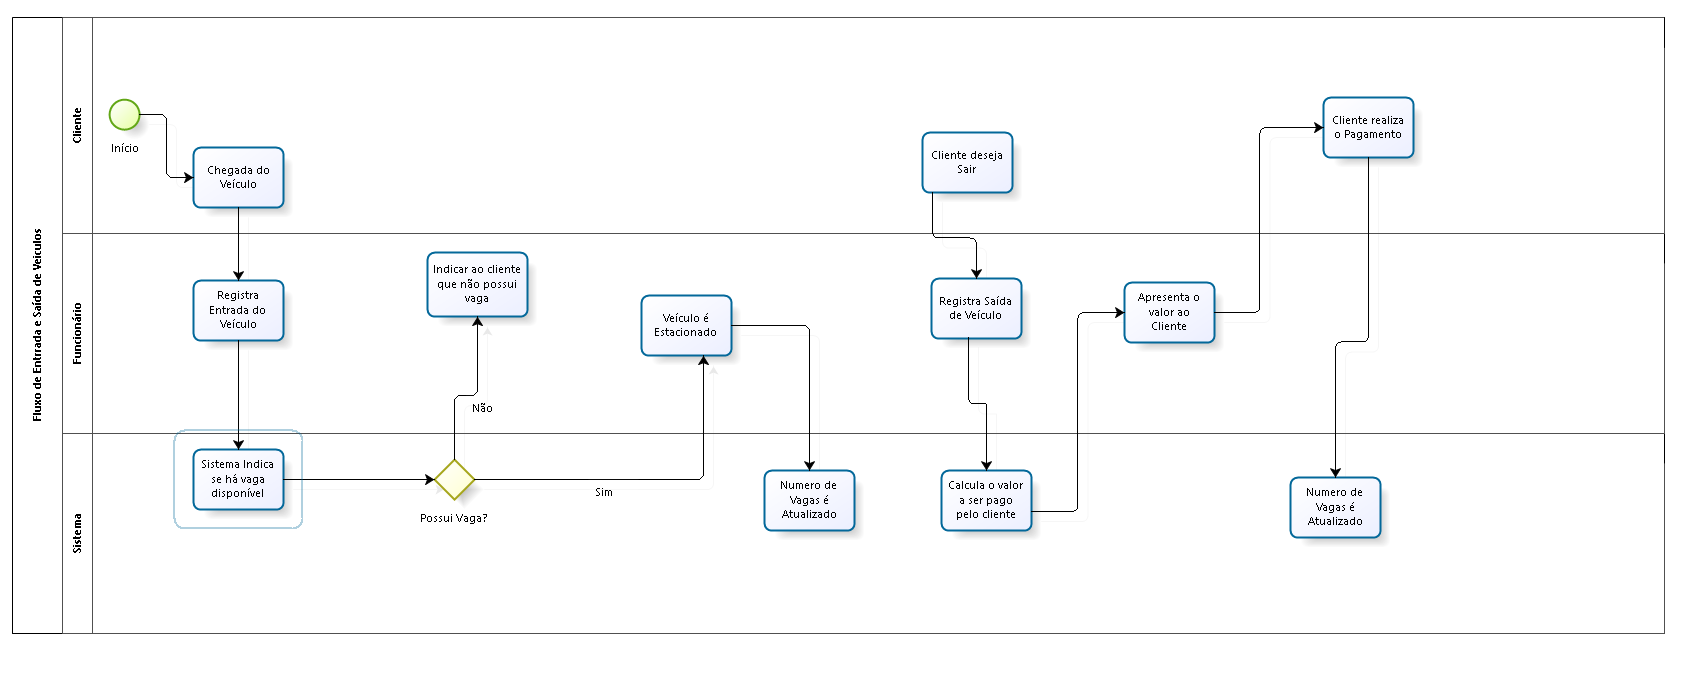 Fluxo de Entrrada e Saída de Veiculos
Cliente
Início
Chegada do
Veículo
Cliente deseja
Sair
Cliente realiza
o Pagamento
Funcionário
Registra
Entrada do
Veículo
Indicar ao cliente
que não possui
vaga
Não
Veículo é
Estacionado
Registra Saída
de Veículo
Apresenta o
valor ao
Cliente
Sistema
Sistema Indica
se há vaga
disponível
Possui Vaga?
Sim
Numero de
Vagas é
Atualizado
Calcula o valor
a ser pago
pelo cliente
Numero de
Vagas é
Atualizado